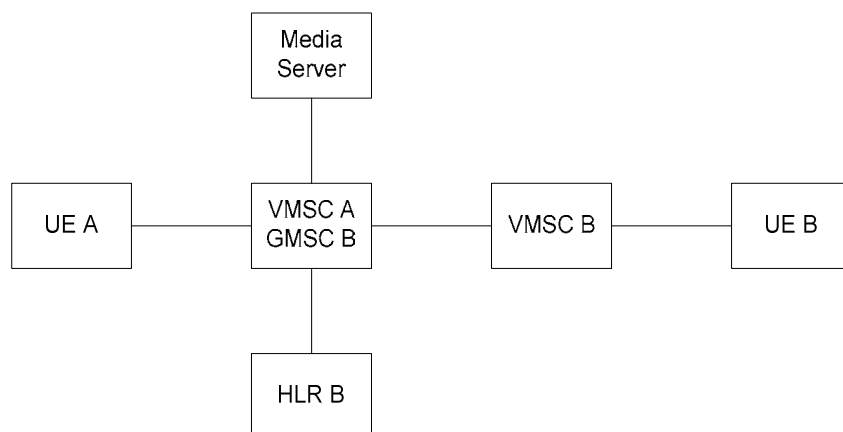 Media
Server
UE A
VMSC A
GMSC B
VMSC B
UE B
HLR B